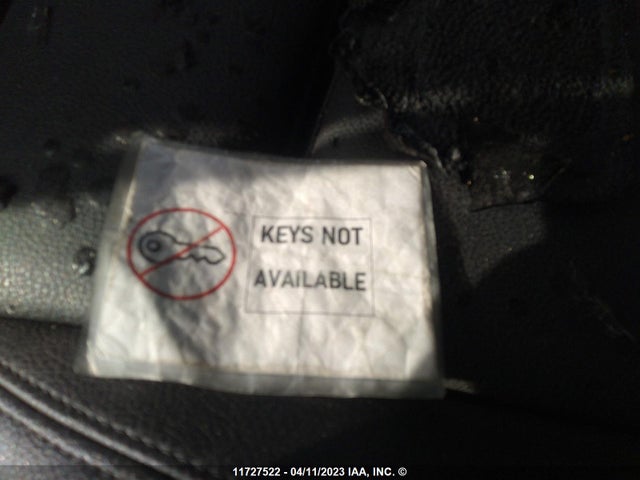 KEYS NOT
AVAILABLE
11727522 - 04/11/2023 IAA, INC. ©